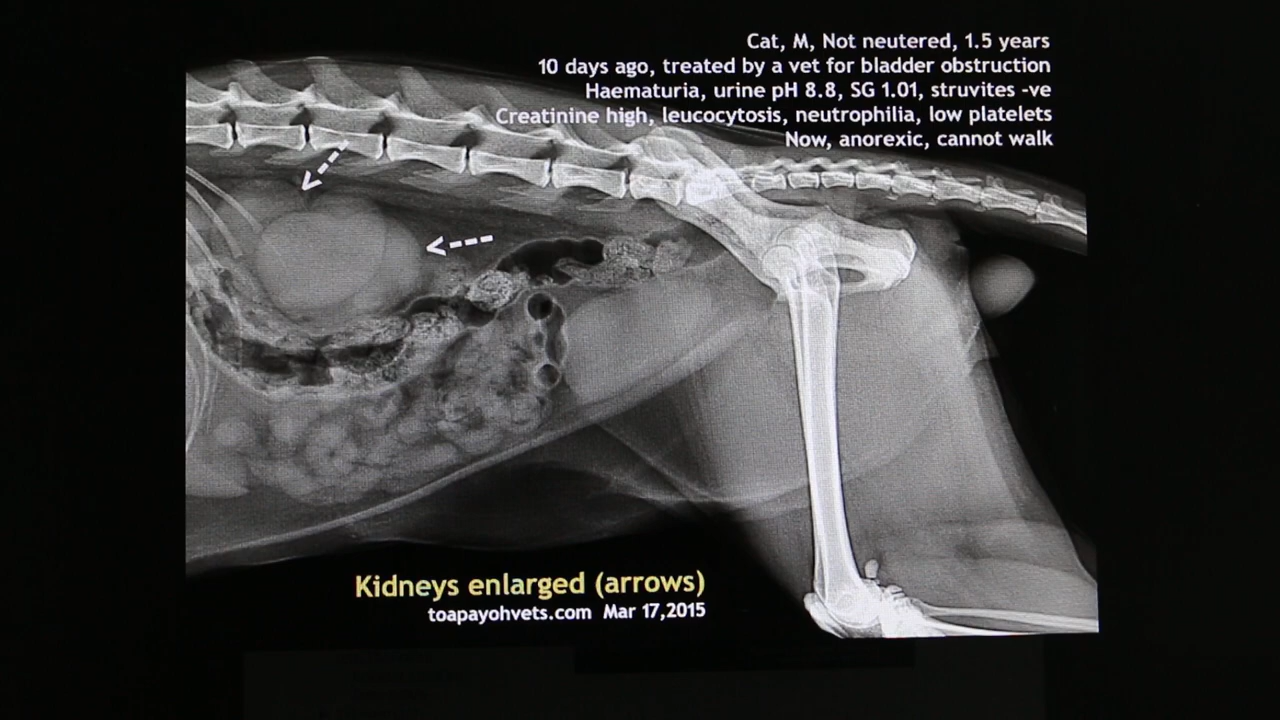 Cat, M, Not neutered, 1.5 years
10 days ago, treated by a vet for bladder obstruction
Haematuria, urine pH 8.8, SG 1.01, struvites -ve
Creatinine high, leucocytosis, neutrophilia, low platelets
Now, anorexic, cannot walk
Kidneys enlarged (arrows)
toapayohvets.com Mar 17,2015